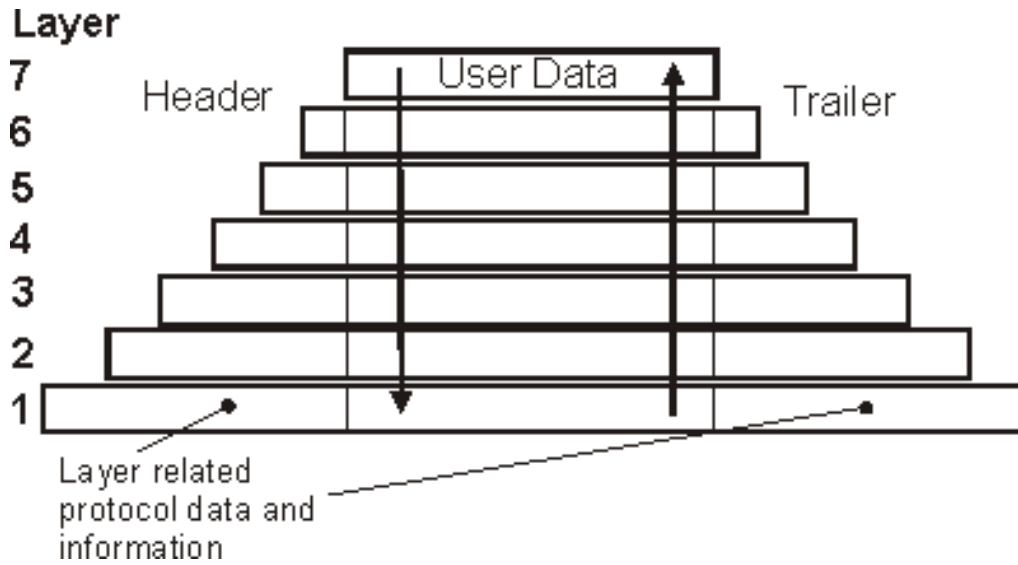 Layer
7
User Data
Header
Trailer
6
5
4
3
2
1
Layer related
protocol data and
information